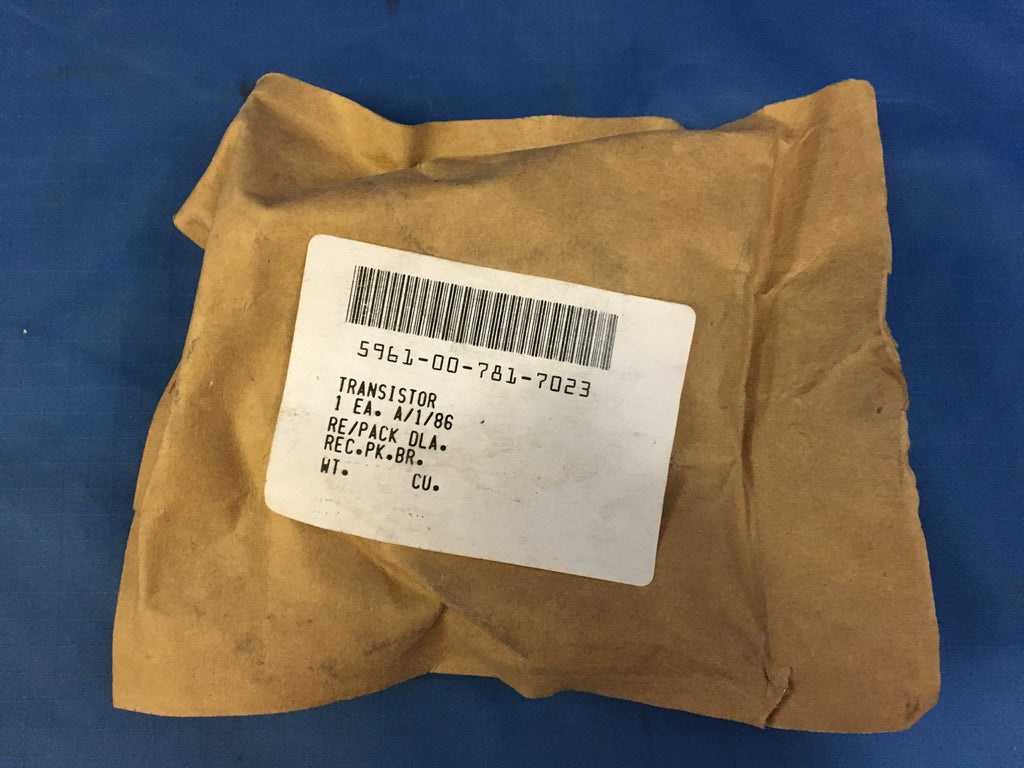 5961-00-781-7023
TRANSISTOR
1 EA. A/1/86
RE/PACK DLA.
REC.PK.BR.
WT. CU.